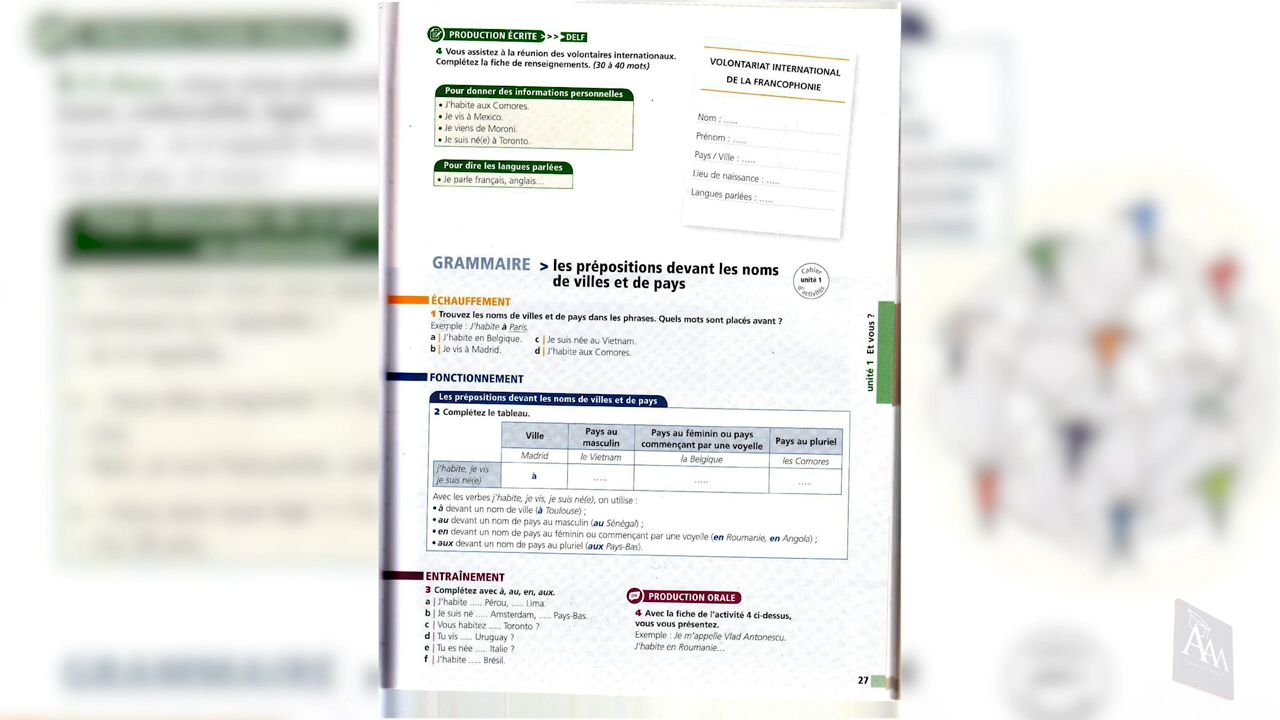 PRODUCTION ÉCRITE >>> DELF
4 Vous assistez à la réunion des volontaires internationaux.
Complétez la fiche de renseignements. (30 à 40 mots)
Pour donner des informations personnelles
• J'habite aux Comores.
• Je vis à Mexico.
• Je viens de Moroni.
• Je suis né(e) à Toronto.
Pour dire les langues parlées
• Je parle français, anglais...
VOLONTARIAT INTERNATIONAL
DE LA FRANCOPHONIE
Nom : .....
Prénom : .....
Pays / Ville : .....
Lieu de naissance : .....
Langues parlées : .....
GRAMMAIRE > les prépositions devant les noms
de villes et de pays
Cahier
unité 1
d'activités
ÉCHAUFFEMENT
1 Trouvez les noms de villes et de pays dans les phrases. Quels mots sont placés avant ?
Exemple : J'habite à Paris.
a | J'habite en Belgique. c | Je suis née au Vietnam.
b | Je vis à Madrid. d | J'habite aux Comores.
unité 1 Et vous ?
FONCTIONNEMENT
Les prépositions devant les noms de villes et de pays
2 Complétez le tableau.
Ville Pays au masculin Pays au féminin ou pays commençant par une voyelle Pays au pluriel
Madrid le Vietnam la Belgique les Comores
J'habite, je vis
je suis né(e) à ..... ..... .....
Avec les verbes j'habite, je vis, je suis né(e), on utilise :
• à devant un nom de ville (à Toulouse) ;
• au devant un nom de pays au masculin (au Sénégal) ;
• en devant un nom de pays au féminin ou commençant par une voyelle (en Roumanie, en Angola) ;
• aux devant un nom de pays au pluriel (aux Pays-Bas).
ENTRAÎNEMENT
3 Complétez avec à, au, en, aux.
a | J'habite ..... Pérou, ..... Lima.
b | Je suis né ..... Amsterdam, ..... Pays-Bas.
c | Vous habitez ..... Toronto ?
d | Tu vis ..... Uruguay ?
e | Tu es née ..... Italie ?
f | J'habite ..... Brésil.
PRODUCTION ORALE
4 Avec la fiche de l'activité 4 ci-dessus,
vous vous présentez.
Exemple : Je m'appelle Vlad Antonescu.
J'habite en Roumanie...
27